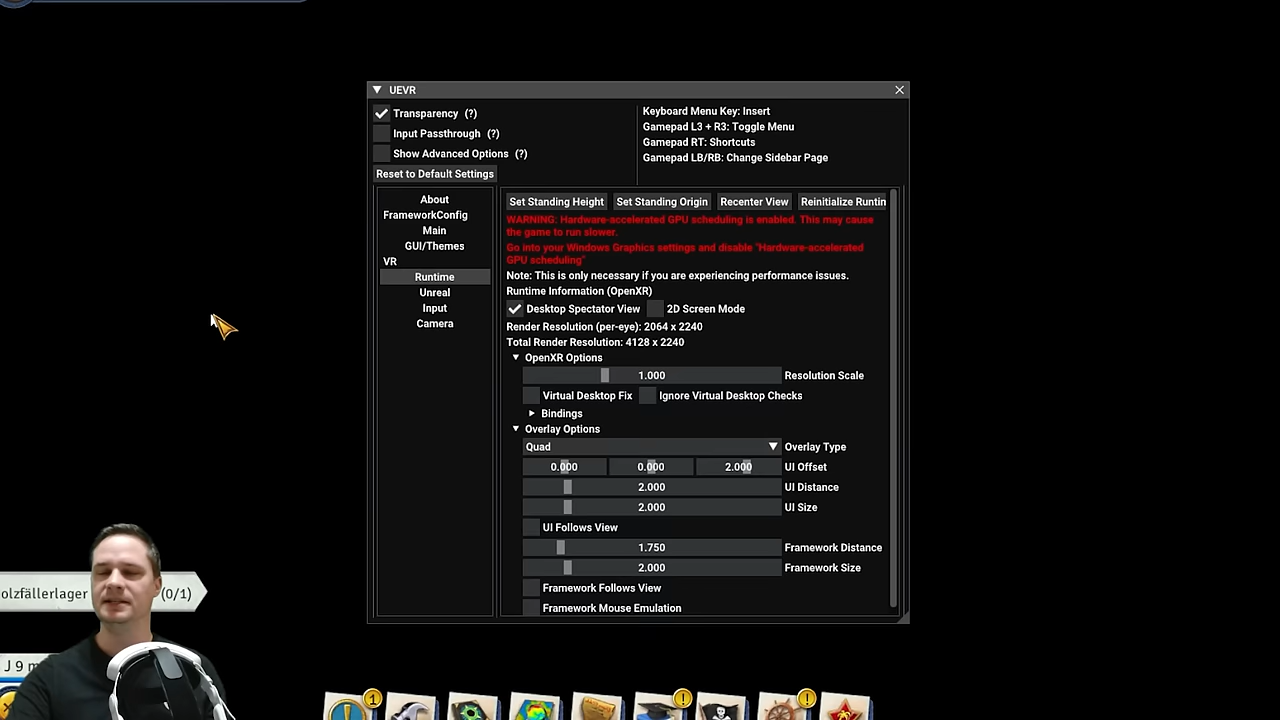 UEVR
Transparency (?)
Input Passthrough (?)
Show Advanced Options (?)
Reset to Default Settings
Keyboard Menu Key: Insert
Gamepad L3 + R3: Toggle Menu
Gamepad RT: Shortcuts
Gamepad LB/RB: Change Sidebar Page
About
FrameworkConfig
Main
GUI/Themes
VR
Runtime
Unreal
Input
Camera
Set Standing Height Set Standing Origin Recenter View Reinitialize Runtin
WARNING: Hardware-accelerated GPU scheduling is enabled. This may cause
the game to run slower.
Go into your Windows Graphics settings and disable "Hardware-accelerated
GPU scheduling"
Note: This is only necessary if you are experiencing performance issues.
Runtime Information (OpenXR)
Desktop Spectator View 2D Screen Mode
Render Resolution (per-eye): 2064 x 2240
Total Render Resolution: 4128 x 2240
OpenXR Options
1.000 Resolution Scale
Virtual Desktop Fix Ignore Virtual Desktop Checks
Bindings
Overlay Options
Quad Overlay Type
0.000 0.000 2.000 UI Offset
2.000 UI Distance
2.000 UI Size
UI Follows View
1.750 Framework Distance
2.000 Framework Size
Framework Follows View
Framework Mouse Emulation
olzfällerlager (0/1)
J 9 m
1